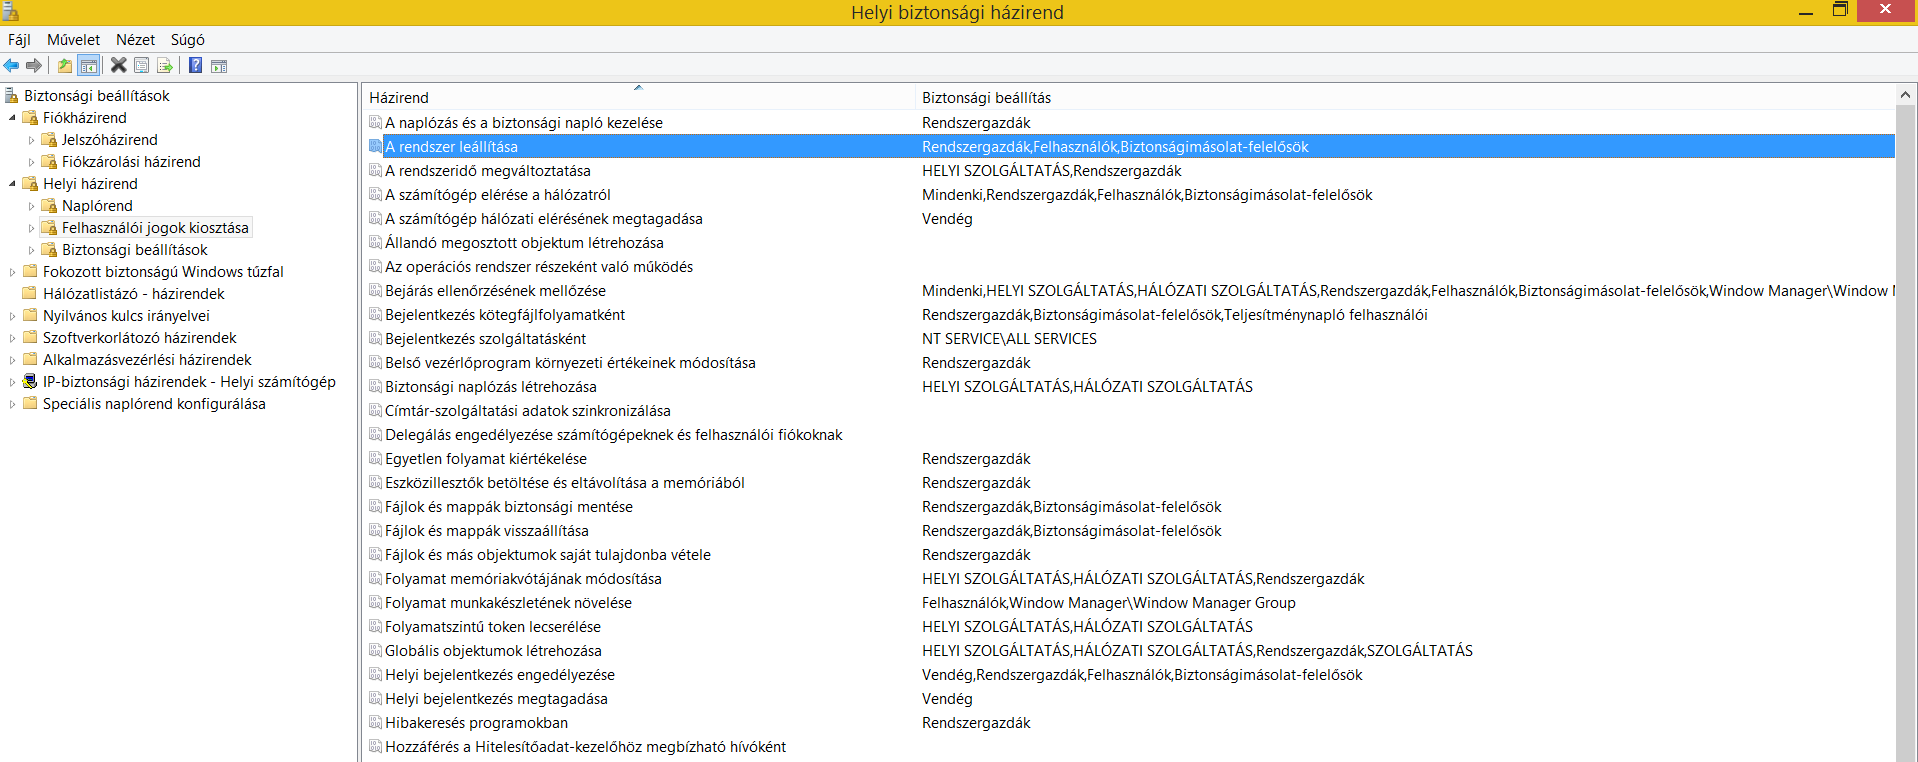 Helyi biztonsági házirend
Fájl Művelet Nézet Súgó
Biztonsági beállítások
Fiókházirend
Jelszóházirend
Fiókzárolási házirend
Helyi házirend
Naplórend
Felhasználói jogok kiosztása
Biztonsági beállítások
Fokozott biztonságú Windows tűzfal
Hálózatlistázó - házirendek
Nyilvános kulcs irányelvei
Szoftverkorlátozó házirendek
Alkalmazásvezérlési házirendek
IP-biztonsági házirendek - Helyi számítógép
Speciális naplórend konfigurálása
Házirend Biztonsági beállítás
A naplózás és a biztonsági napló kezelése Rendszergazdák
A rendszer leállítása Rendszergazdák,Felhasználók,Biztonságimásolat-felelősök
A rendszeridő megváltoztatása HELYI SZOLGÁLTATÁS,Rendszergazdák
A számítógép elérése a hálózatról Mindenki,Rendszergazdák,Felhasználók,Biztonságimásolat-felelősök
A számítógép hálózati elérésének megtagadása Vendég
Állandó megosztott objektum létrehozása
Az operációs rendszer részeként való működés
Bejárás ellenőrzésének mellőzése Mindenki,HELYI SZOLGÁLTATÁS,HÁLÓZATI SZOLGÁLTATÁS,Rendszergazdák,Felhasználók,Biztonságimásolat-felelősök,Window Manager\Window
Bejelentkezés kötegfájlfolyamatként Rendszergazdák,Biztonságimásolat-felelősök,Teljesítménynapló felhasználói
Bejelentkezés szolgáltatásként NT SERVICE\ALL SERVICES
Belső vezérlőprogram környezeti értékeinek módosítása Rendszergazdák
Biztonsági naplózás létrehozása HELYI SZOLGÁLTATÁS,HÁLÓZATI SZOLGÁLTATÁS
Címtár-szolgáltatási adatok szinkronizálása
Delegálás engedélyezése számítógépeknek és felhasználói fiókoknak
Egyetlen folyamat kiértékelése Rendszergazdák
Eszközillesztők betöltése és eltávolítása a memóriából Rendszergazdák
Fájlok és mappák biztonsági mentése Rendszergazdák,Biztonságimásolat-felelősök
Fájlok és mappák visszaállítása Rendszergazdák,Biztonságimásolat-felelősök
Fájlok és más objektumok saját tulajdonba vétele Rendszergazdák
Folyamat memóriakvótájának módosítása HELYI SZOLGÁLTATÁS,HÁLÓZATI SZOLGÁLTATÁS,Rendszergazdák
Folyamat munkakészletének növelése Felhasználók,Window Manager\Window Manager Group
Folyamatszintű token lecserélése HELYI SZOLGÁLTATÁS,HÁLÓZATI SZOLGÁLTATÁS
Globális objektumok létrehozása HELYI SZOLGÁLTATÁS,HÁLÓZATI SZOLGÁLTATÁS,Rendszergazdák,SZOLGÁLTATÁS
Helyi bejelentkezés engedélyezése Vendég,Rendszergazdák,Felhasználók,Biztonságimásolat-felelősök
Helyi bejelentkezés megtagadása Vendég
Hibakeresés programokban Rendszergazdák
Hozzáférés a Hitelesítőadat-kezelőhöz megbízható hívóként